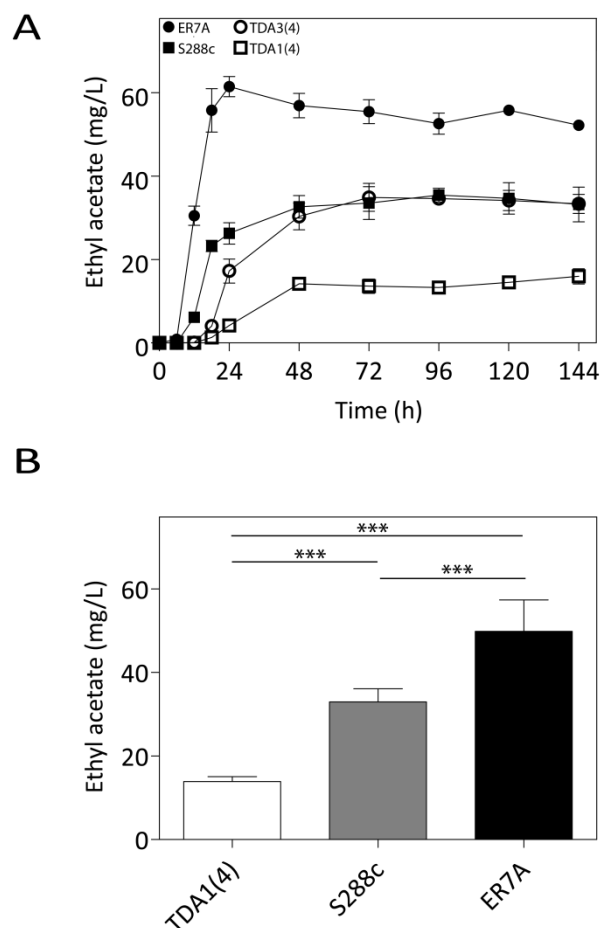 A
ER7A TDA3(4)
S288c TDA1(4)
Ethyl acetate (mg/L)
60
40
20
0
0 24 48 72 96 120 144
Time (h)
B
Ethyl acetate (mg/L)
60
40
20
0
***
*** ***
TDA1(4) S288c ER7A